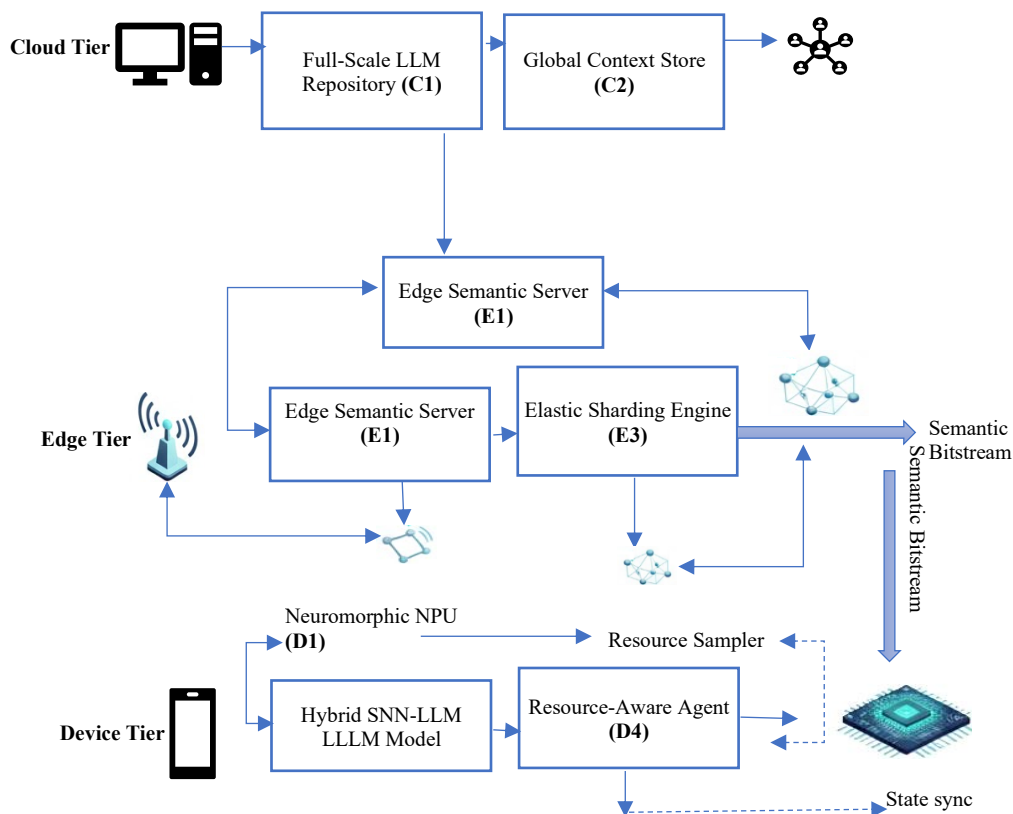 Cloud Tier
Full-Scale LLM
Repository (C1)
Global Context Store
(C2)
Edge Semantic Server
(E1)
Edge Tier
Edge Semantic Server
(E1)
Elastic Sharding Engine
(E3)
Semantic
Bitstream
Semantic Bitstream
Neuromorphic NPU
(D1)
Resource Sampler
Device Tier
Hybrid SNN-LLM
LLLM Model
Resource-Aware Agent
(D4)
State sync